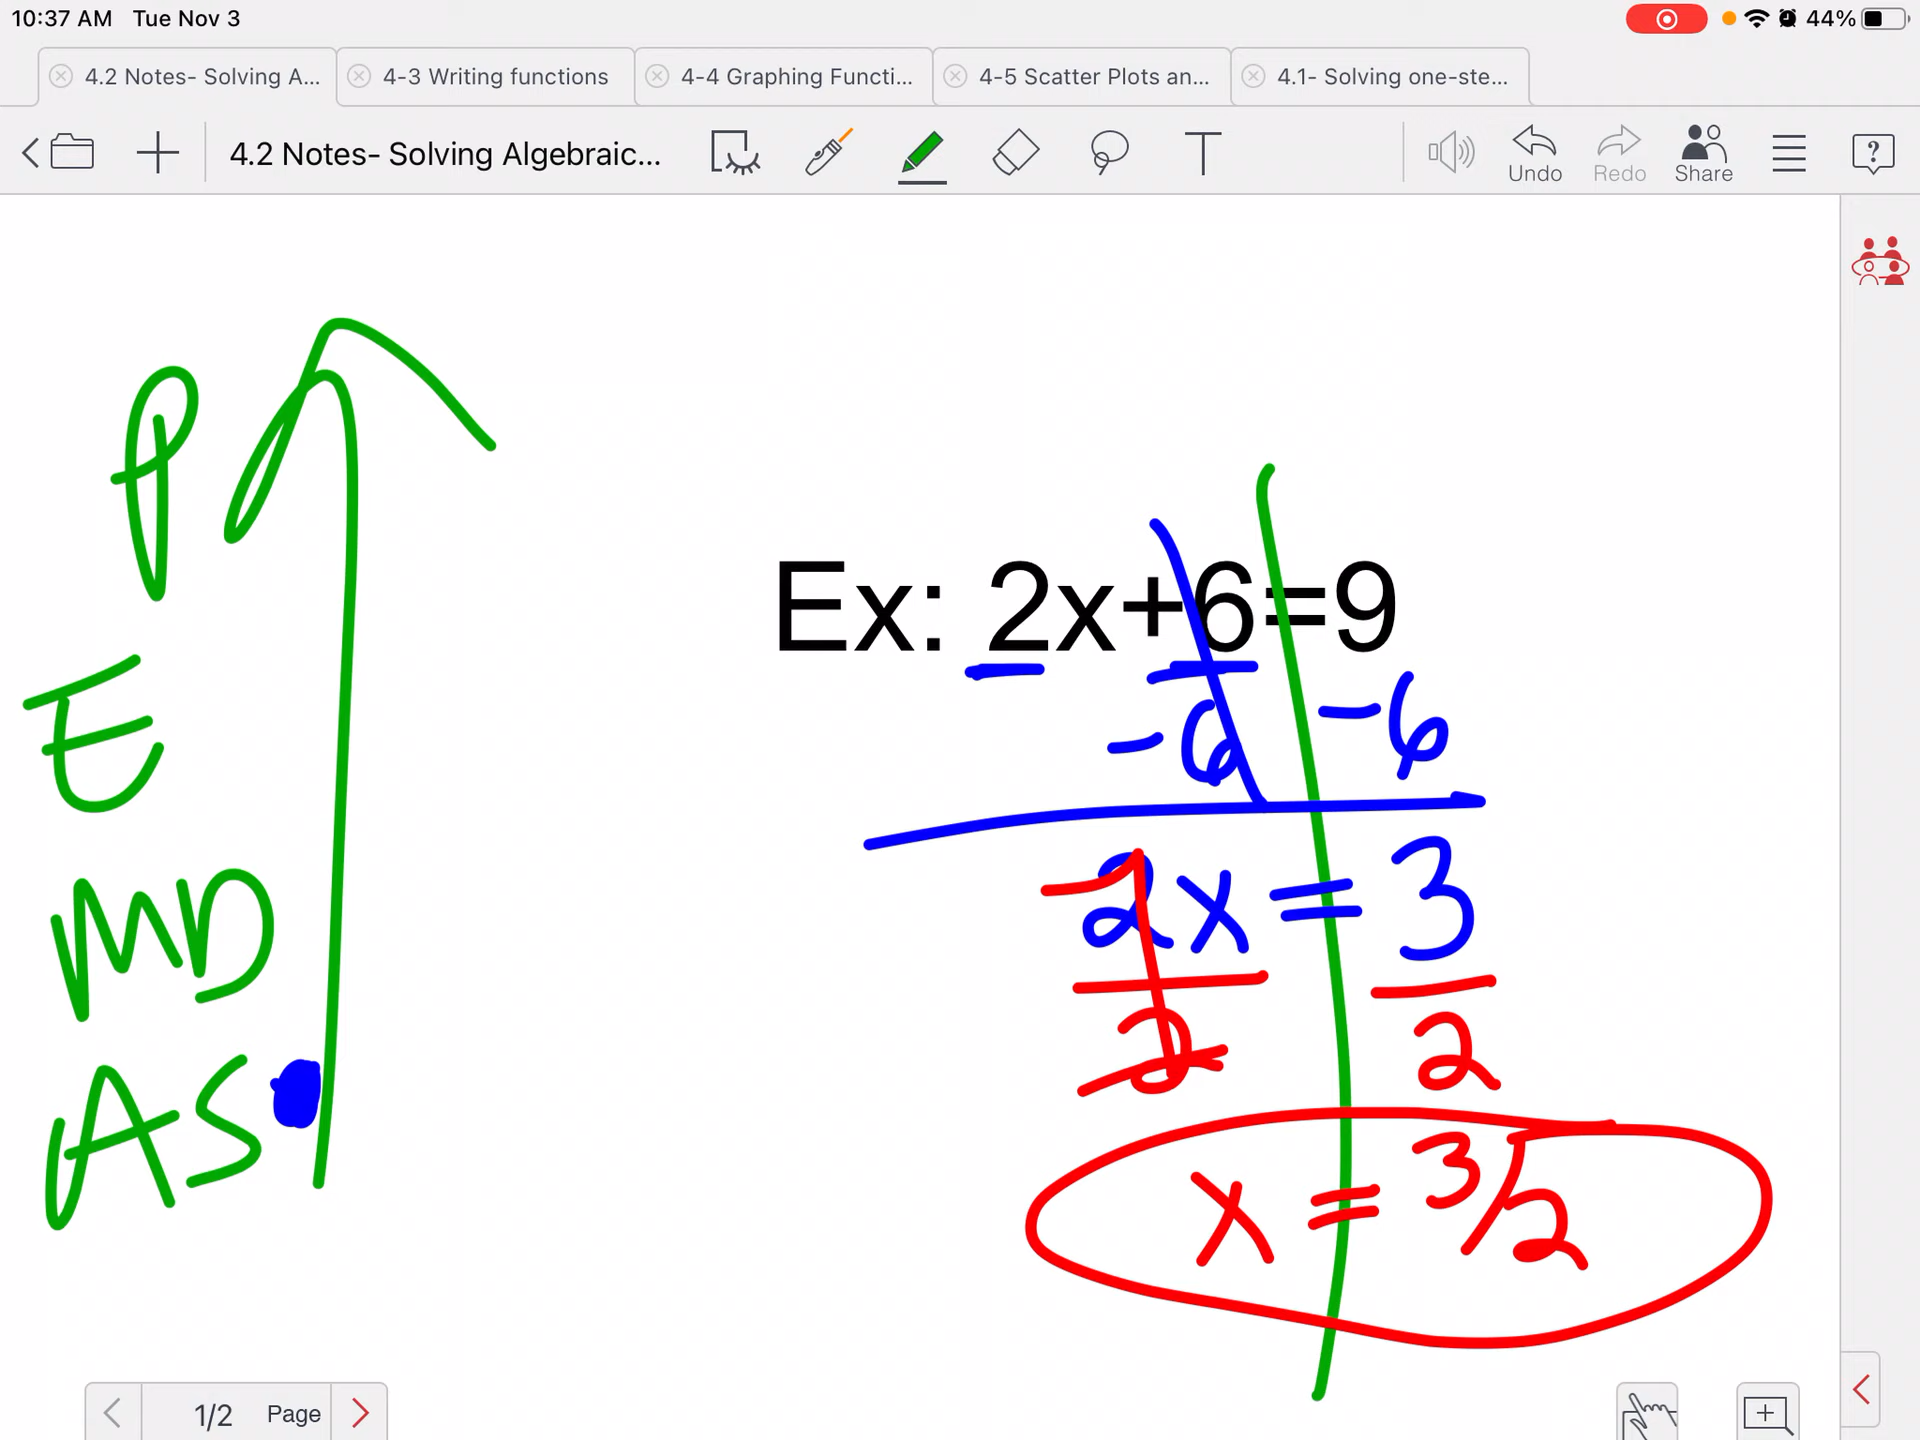 10:37 AM Tue Nov 3 44%
4.2 Notes- Solving A... 4-3 Writing functions 4-4 Graphing Functi... 4-5 Scatter Plots an... 4.1- Solving one-ste...
4.2 Notes- Solving Algebraic... T Undo Redo Share ?
P
E
MD
AS
Ex: 2x+6=9
-6 -6
2x = 3
2 2
x = 3/2
1/2 Page